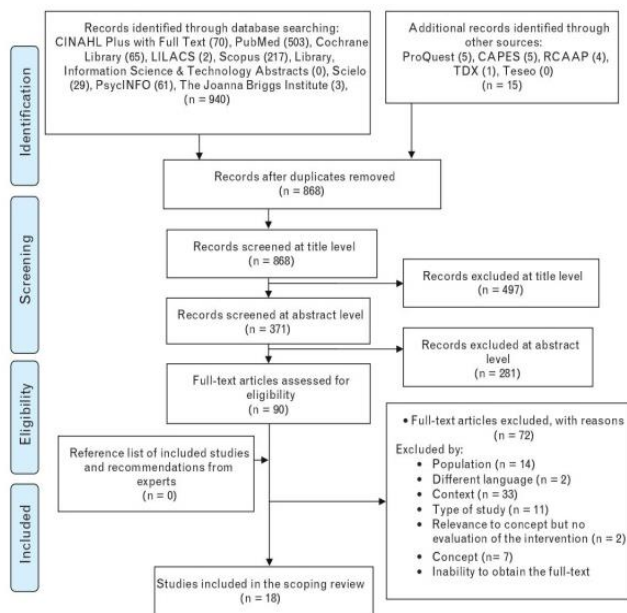 Records identified through database searching:
CINAHL Plus with Full Text (70), PubMed (503), Cochrane
Library (65), LILACS (2), Scopus (217), Library,
Information Science & Technology Abstracts (0), Scielo
(29), PsycINFO (61), The Joanna Briggs Institute (3),
(n = 940)
Additional records identified through
other sources:
ProQuest (5), CAPES (5), RCAAP (4),
TDX (1), Teseo (0)
(n = 15)
Identification
Records after duplicates removed
(n = 868)
Screening
Records screened at title level
(n = 868)
Records excluded at title level
(n = 497)
Records screened at abstract level
(n = 371)
Records excluded at abstract
level
(n = 281)
Eligibility
Full-text articles assessed for
eligibility
(n = 90)
• Full-text articles excluded, with reasons
(n = 72)
Excluded by:
• Population (n = 14)
• Different language (n = 2)
• Context (n = 33)
• Type of study (n = 11)
• Relevance to concept but no
evaluation of the intervention (n = 2)
• Concept (n= 7)
• Inability to obtain the full-text
Reference list of included studies
and recommendations from
experts
(n = 0)
Included
Studies included in the scoping review
(n = 18)